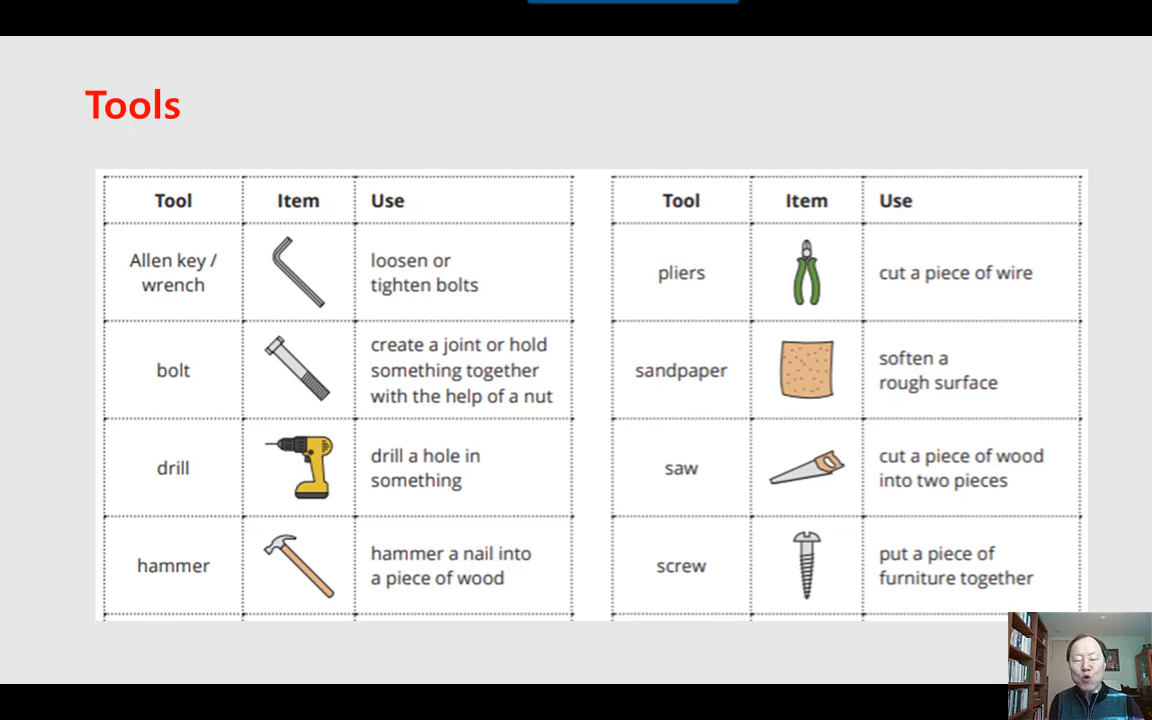 Tools
Tool Item Use
Allen key /
wrench
loosen or
tighten bolts
bolt
create a joint or hold
something together
with the help of a nut
drill
drill a hole in
something
hammer
hammer a nail into
a piece of wood
Tool Item Use
pliers
cut a piece of wire
sandpaper
soften a
rough surface
saw
cut a piece of wood
into two pieces
screw
put a piece of
furniture together